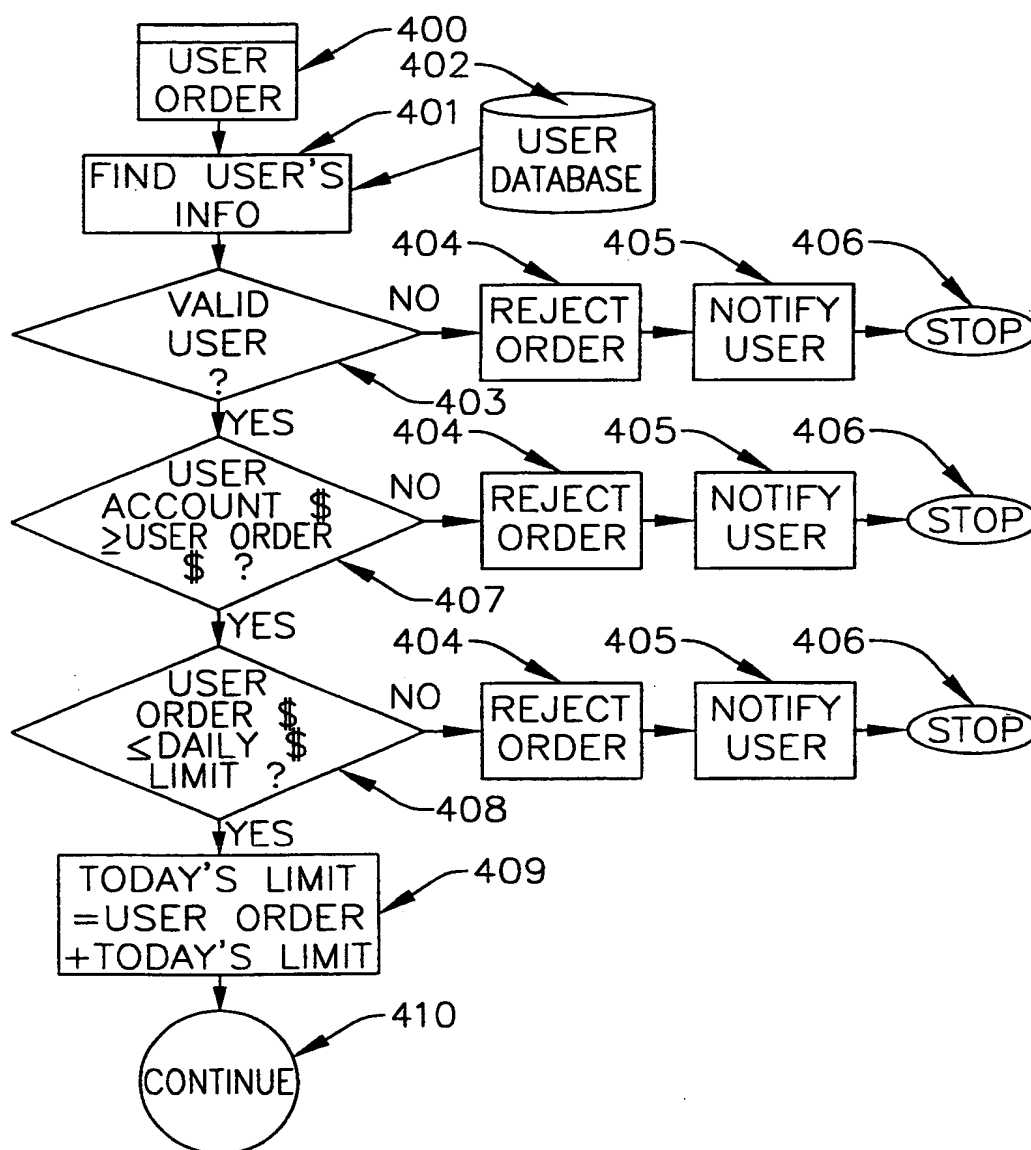 400
USER
ORDER
402
401
USER
DATABASE
FIND USER'S
INFO
404
405
406
VALID
USER
?
NO
REJECT
ORDER
NOTIFY
USER
STOP
403
YES
404
405
406
USER
ACCOUNT $
≥USER ORDER
$ ?
NO
REJECT
ORDER
NOTIFY
USER
STOP
407
YES
404
405
406
USER
ORDER $
≤DAILY $
LIMIT ?
NO
REJECT
ORDER
NOTIFY
USER
STOP
408
YES
TODAY'S LIMIT
=USER ORDER
+TODAY'S LIMIT
409
410
CONTINUE